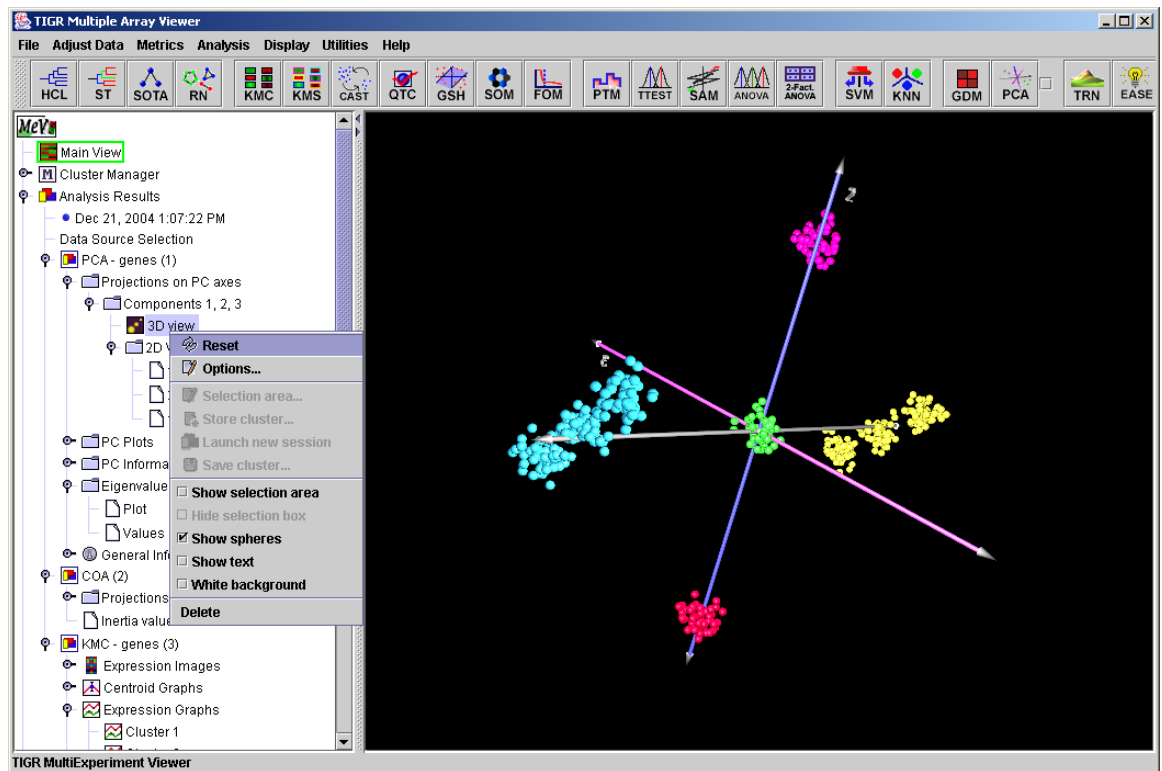 TIGR Multiple Array Viewer
File Adjust Data Metrics Analysis Display Utilities Help
HCL ST SOTA RN KMC KMS CAST QTC GSH SOM FOM PTM TTEST SAM ANOVA 2-Fact. ANOVA SVM KNN GDM PCA TRN EASE
MeV
Main View
M Cluster Manager
Analysis Results
Dec 21, 2004 1:07:22 PM
Data Source Selection
PCA - genes (1)
Projections on PC axes
Components 1, 2, 3
3D view
2D V
Reset
Options...
Selection area...
Store cluster...
Launch new session
Save cluster...
Show selection area
Hide selection box
Show spheres
Show text
White background
Delete
PC Plots
PC Informa
Eigenvalue
Plot
Values
General Inf
COA (2)
Projections
Inertia value
KMC - genes (3)
Expression Images
Centroid Graphs
Expression Graphs
Cluster 1
2
3
TIGR MultiExperiment Viewer